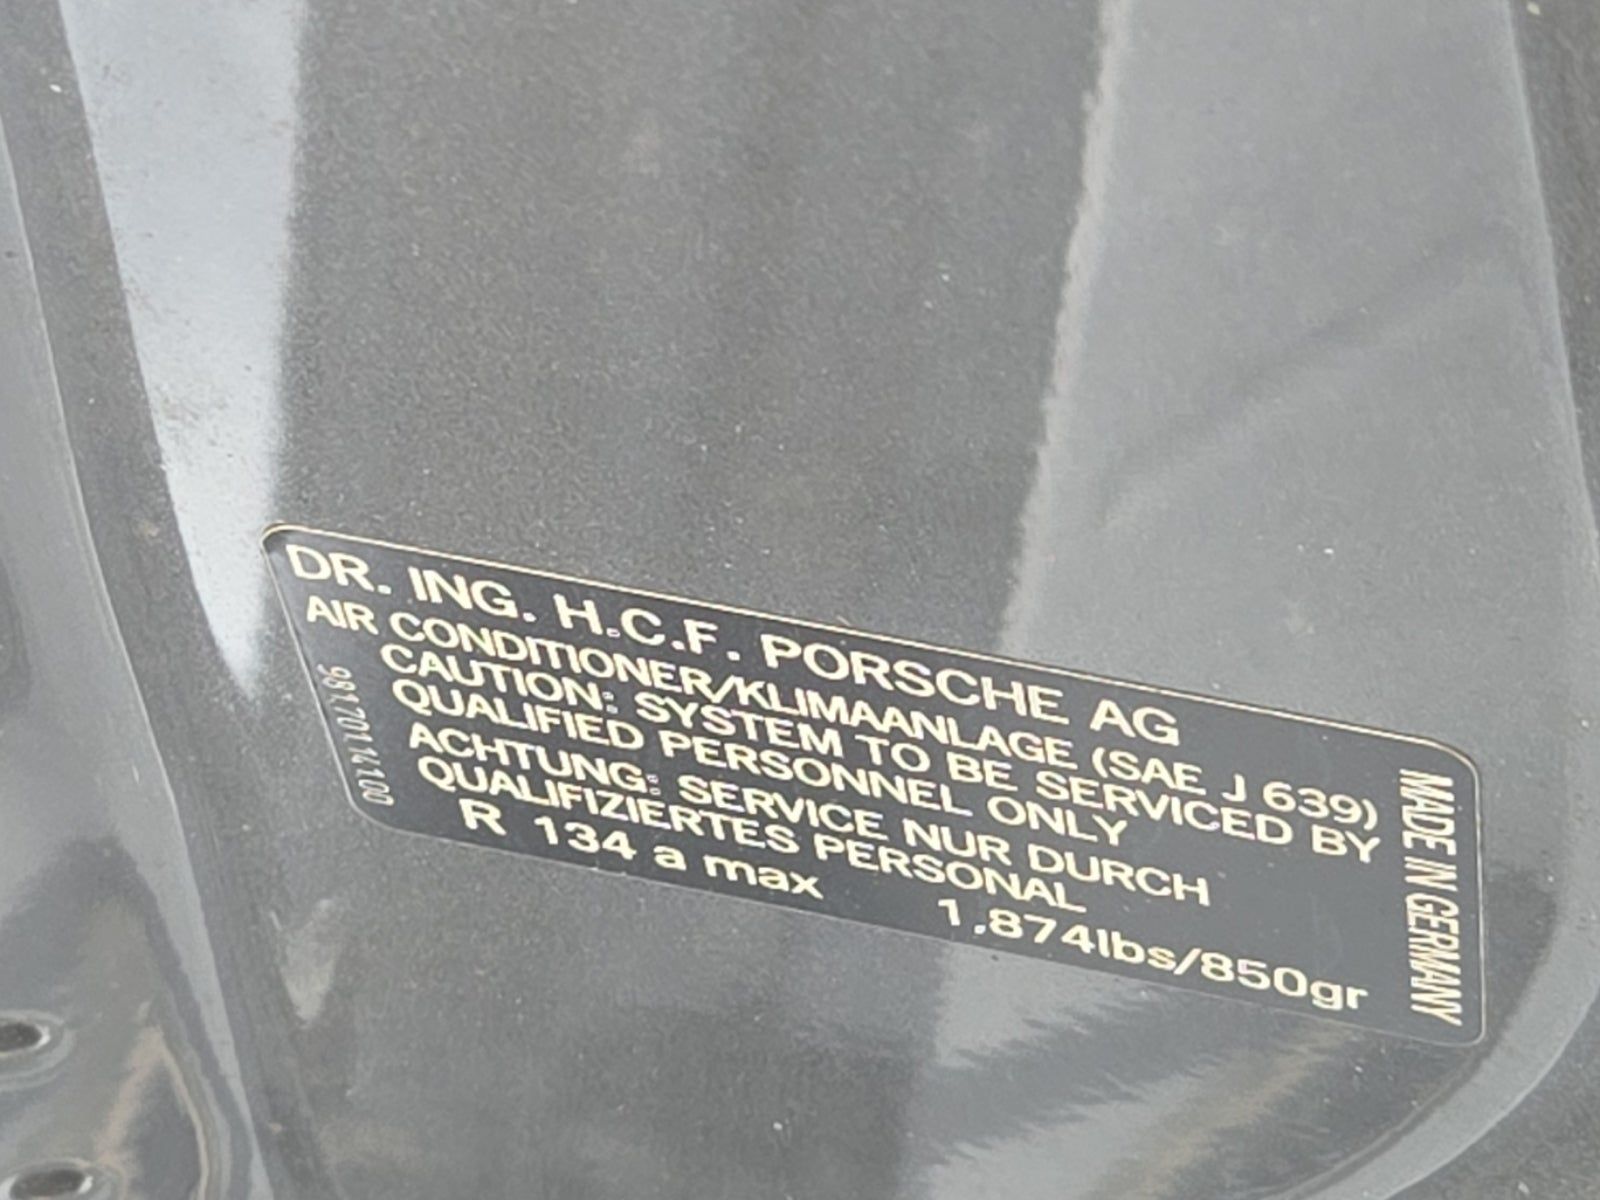 DR. ING. H.C.F. PORSCHE AG
AIR CONDITIONER/KLIMAANLAGE (SAE J 639)
CAUTION: SYSTEM TO BE SERVICED BY
QUALIFIED PERSONNEL ONLY
ACHTUNG: SERVICE NUR DURCH
QUALIFIZIERTES PERSONAL
R 134 a max 1.874lbs/850gr
MADE IN GERMANY